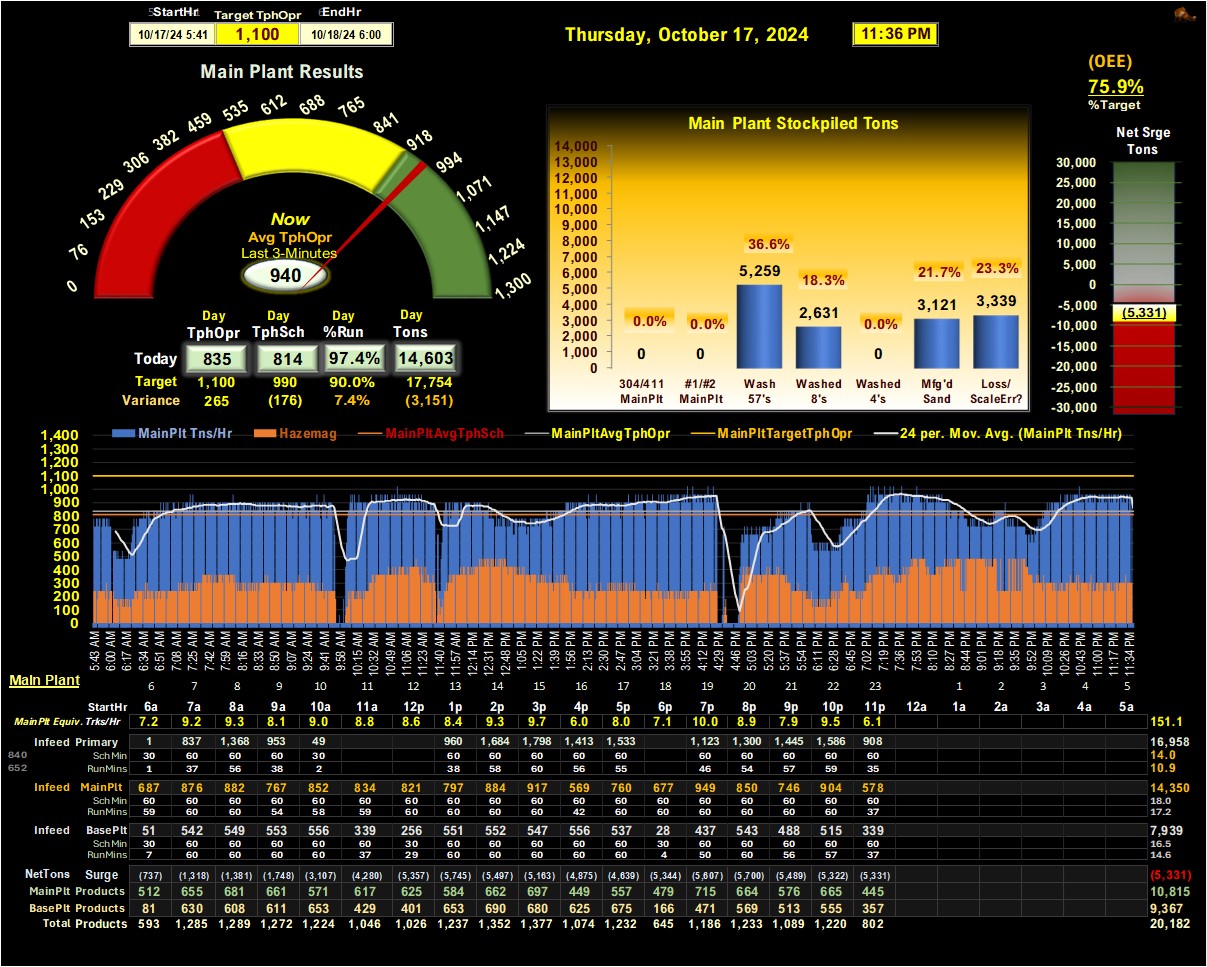 StartHr Target TphOpr EndHr
10/17/24 5:41 1,100 10/18/24 6:00
Thursday, October 17, 2024 11:36 PM
(OEE)
75.9%
%Target
Main Plant Results
0 76 153 229 306 382 459 535 612 688 765 841 918 994 1,071 1,147 1,224 1,300
Now
Avg TphOpr
Last 3-Minutes
940
Day Day Day Day
TphOpr TphSch %Run Tons
Today 835 814 97.4% 14,603
Target 1,100 990 90.0% 17,754
Variance 265 (176) 7.4% (3,151)
Main Plant Stockpiled Tons
14,000
13,000
12,000
11,000
10,000
9,000
8,000
7,000
6,000
5,000
4,000
3,000
2,000
1,000
0
0.0% 0.0% 36.6% 18.3% 0.0% 21.7% 23.3%
0 0 5,259 2,631 0 3,121 3,339
304/411 #1/#2 Wash Washed Washed Mfg'd Loss/
MainPlt MainPlt 57's 8's 4's Sand ScaleErr?
Net Srge
Tons
30,000
25,000
20,000
15,000
10,000
5,000
0
-5,000
(5,331)
-10,000
-15,000
-20,000
-25,000
-30,000
MainPlt Tns/Hr Hazemag MainPltAvgTphSch MainPltAvgTphOpr MainPltTargetTphOpr 24 per. Mov. Avg. (MainPlt Tns/Hr)
1,400
1,300
1,200
1,100
1,000
900
800
700
600
500
400
300
200
100
0
5:43 AM 6:00 AM 6:17 AM 6:34 AM 6:51 AM 7:08 AM 7:25 AM 7:42 AM 7:59 AM 8:16 AM 8:33 AM 8:50 AM 9:07 AM 9:24 AM 9:41 AM 9:58 AM 10:15 AM 10:32 AM 10:49 AM 11:06 AM 11:23 AM 11:40 AM 11:57 AM 12:14 PM 12:31 PM 12:48 PM 1:05 PM 1:22 PM 1:39 PM 1:56 PM 2:13 PM 2:30 PM 2:47 PM 3:04 PM 3:21 PM 3:38 PM 3:55 PM 4:12 PM 4:29 PM 4:46 PM 5:03 PM 5:20 PM 5:37 PM 5:54 PM 6:11 PM 6:28 PM 6:45 PM 7:02 PM 7:19 PM 7:36 PM 7:53 PM 8:10 PM 8:27 PM 8:44 PM 9:01 PM 9:18 PM 9:35 PM 9:52 PM 10:09 PM 10:26 PM 10:43 PM 11:00 PM 11:17 PM 11:34 PM
Main Plant
6 7 8 9 10 11 12 13 14 15 16 17 18 19 20 21 22 23 1 2 3 4 5
StartHr 6a 7a 8a 9a 10a 11a 12p 1p 2p 3p 4p 5p 6p 7p 8p 9p 10p 11p 12a 1a 2a 3a 4a 5a
MainPlt Equiv. Trks/Hr 7.2 9.2 9.3 8.1 9.0 8.8 8.6 8.4 9.3 9.7 6.0 8.0 7.1 10.0 8.9 7.9 9.5 6.1 151.1
Infeed Primary 1 837 1,368 953 49 960 1,684 1,798 1,413 1,533 1,123 1,300 1,445 1,586 908 16,958
840 Sch Min 30 60 60 60 30 60 60 60 60 60 60 60 60 60 60 14.0
652 RunMins 1 37 56 38 2 38 58 60 56 55 46 54 57 59 35 10.9
Infeed MainPlt 687 876 882 767 852 834 821 797 884 917 569 760 677 949 850 746 904 578 14,350
Sch Min 60 60 60 60 60 60 60 60 60 60 60 60 60 60 60 60 60 60 18.0
RunMins 59 60 60 54 58 59 60 60 60 60 42 60 60 60 60 60 60 37 17.2
Infeed BasePlt 51 542 549 553 556 339 256 551 552 547 556 537 28 437 543 488 515 339 7,939
Sch Min 30 60 60 60 60 60 30 60 60 60 60 60 30 60 60 60 60 60 16.5
RunMins 7 60 60 60 60 37 29 60 60 60 60 60 4 50 60 56 57 37 14.6
NetTons Surge (737) (1,318) (1,381) (1,748) (3,107) (4,280) (5,357) (5,745) (5,497) (5,163) (4,875) (4,639) (5,344) (5,607) (5,700) (5,489) (5,322) (5,331) (5,331)
MainPlt Products 512 655 681 661 571 617 625 584 662 697 449 557 479 715 664 576 665 445 10,815
BasePlt Products 81 630 608 611 653 429 401 653 690 680 625 675 166 471 569 513 555 357 9,367
Total Products 593 1,285 1,289 1,272 1,224 1,046 1,026 1,237 1,352 1,377 1,074 1,232 645 1,186 1,233 1,089 1,220 802 20,182